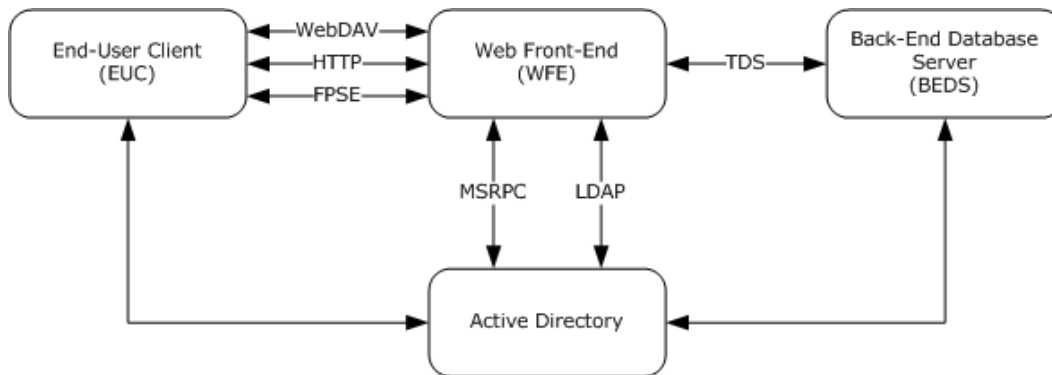 End-User Client
(EUC)
WebDAV
HTTP
FPSE
Web Front-End
(WFE)
TDS
Back-End Database
Server
(BEDS)
MSRPC
LDAP
Active Directory